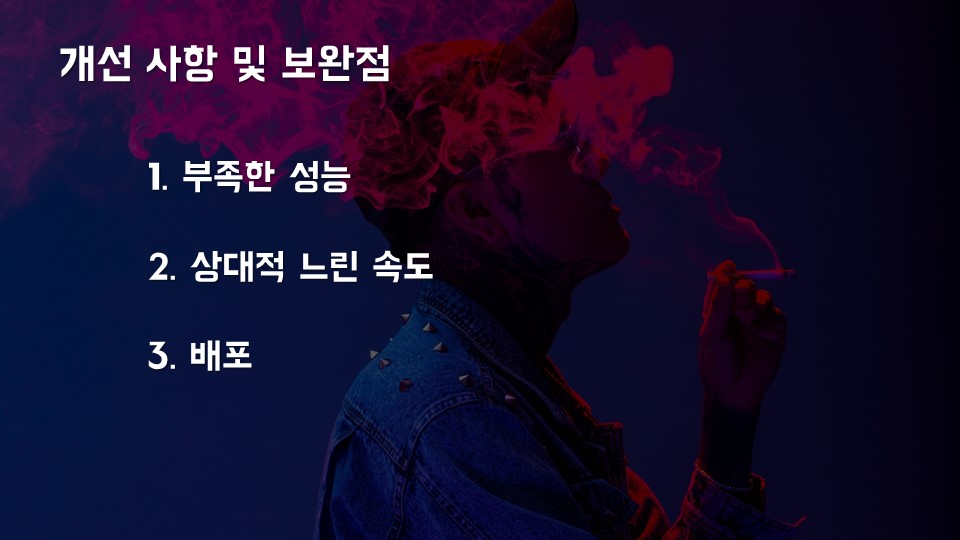 개선 사항 및 보완점
1. 부족한 성능
2. 상대적 느린 속도
3. 배포